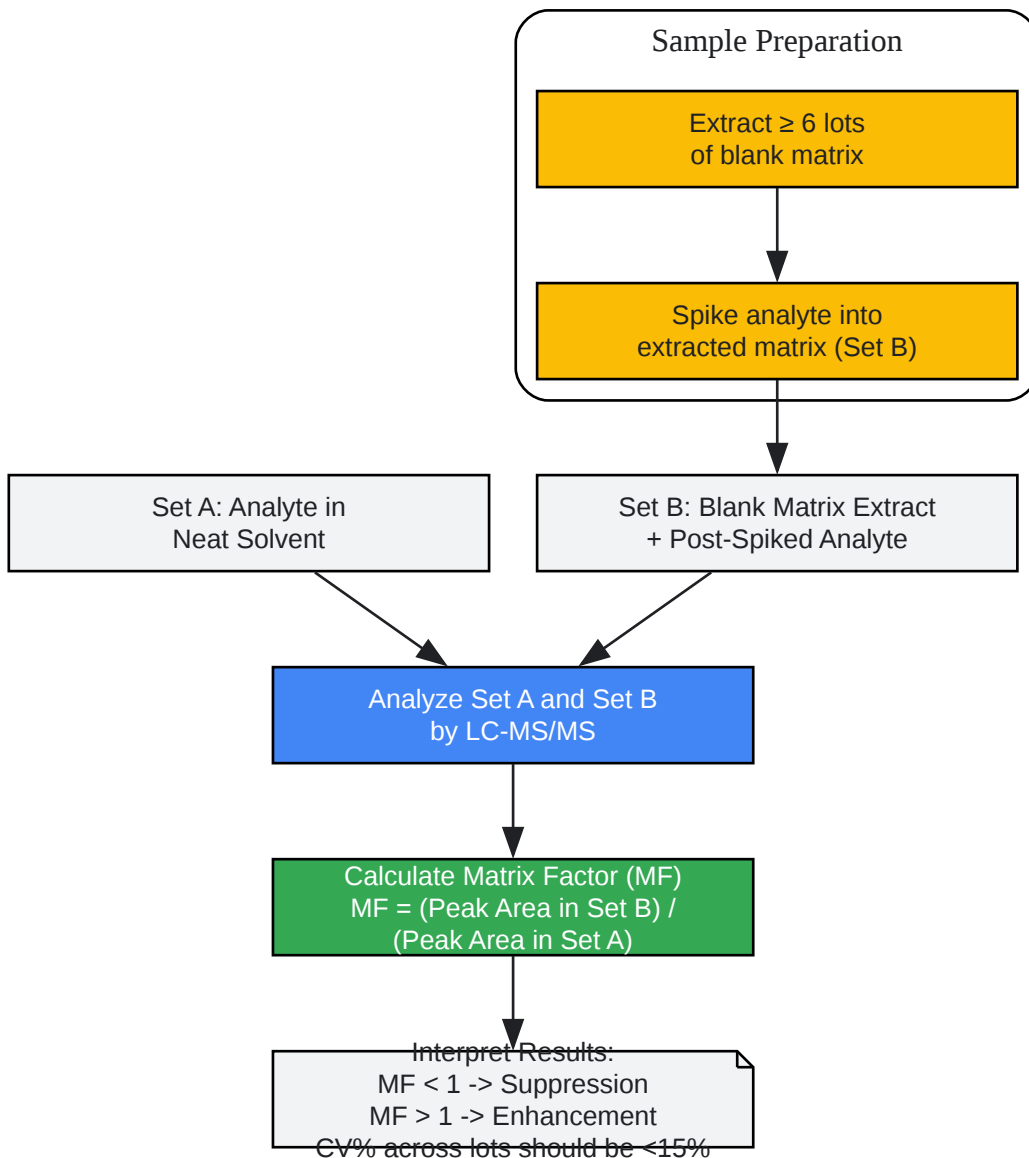 Sample Preparation
Extract ≥ 6 lots
of blank matrix
Spike analyte into
extracted matrix (Set B)
Set A: Analyte in
Neat Solvent
Set B: Blank Matrix Extract
+ Post-Spiked Analyte
Analyze Set A and Set B
by LC-MS/MS
Calculate Matrix Factor (MF)
MF = (Peak Area in Set B) /
(Peak Area in Set A)
Interpret Results:
MF < 1 -> Suppression
MF > 1 -> Enhancement
CV% across lots should be <15%